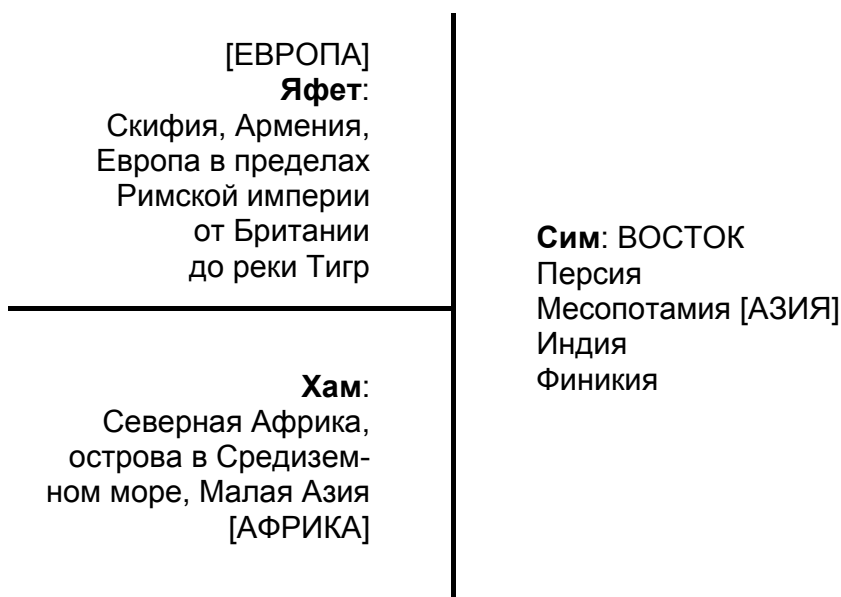 [ЕВРОПА]
Яфет:
Скифия, Армения,
Европа в пределах
Римской империи
от Британии
до реки Тигр
Хам:
Северная Африка,
острова в Средизем-
ном море, Малая Азия
[АФРИКА]
Сим: ВОСТОК
Персия
Месопотамия [АЗИЯ]
Индия
Финикия